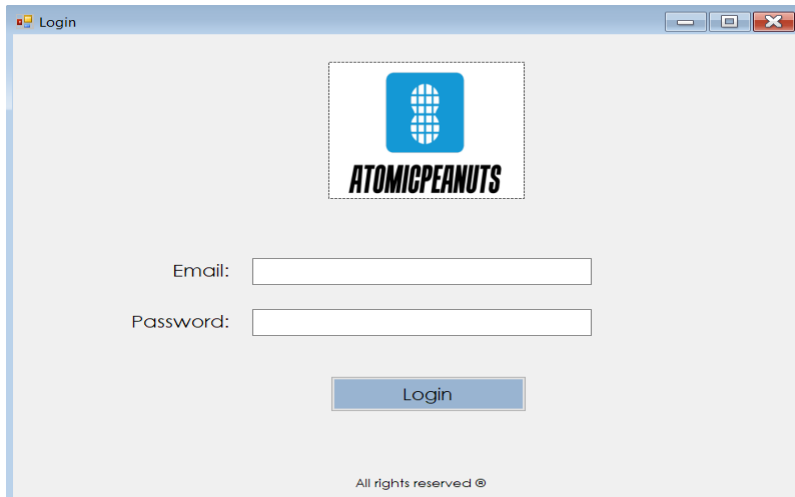 Login
ATOMICPEANUTS
Email:
Password:
Login
All rights reserved ®